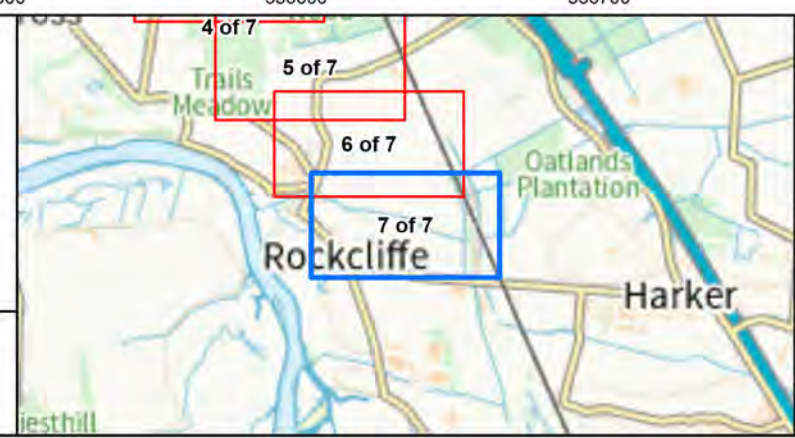 4 of 7
5 of 7
Trails
Meadow
6 of 7
Oatlands
Plantation
7 of 7
Rockcliffe
Harker
iesthill